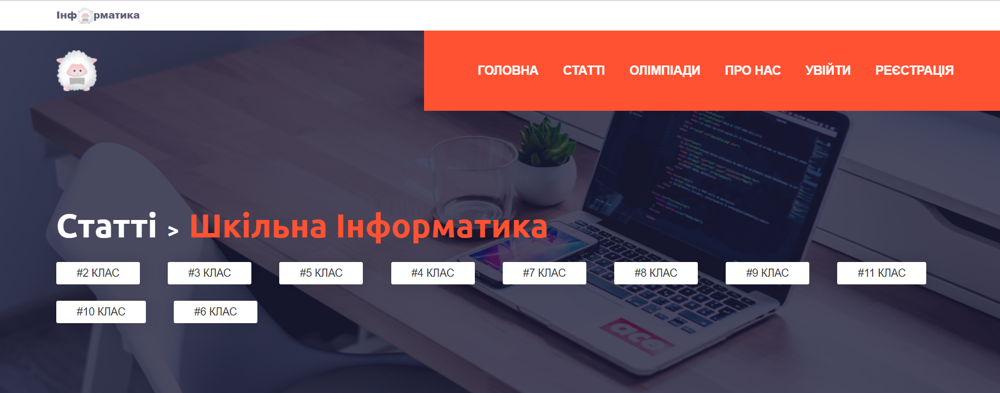 Інф рматика
ГОЛОВНА СТАТТІ ОЛІМПІАДИ ПРО НАС УВІЙТИ РЕЄСТРАЦІЯ
Статті > Шкільна Інформатика
#2 КЛАС #3 КЛАС #5 КЛАС #4 КЛАС #7 КЛАС #8 КЛАС #9 КЛАС #11 КЛАС
#10 КЛАС #6 КЛАС
ace